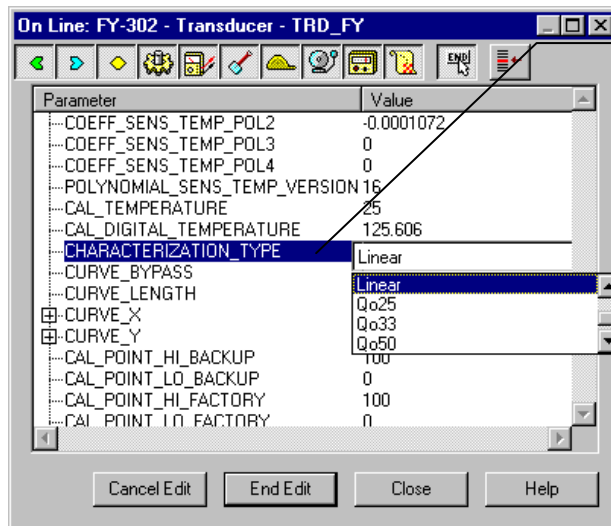 On Line: FY-302 - Transducer - TRD_FY
END
Parameter Value
COEFF_SENS_TEMP_POL2 -0.0001072
COEFF_SENS_TEMP_POL3 0
COEFF_SENS_TEMP_POL4 0
POLYNOMIAL_SENS_TEMP_VERSION 16
CAL_TEMPERATURE 25
CAL_DIGITAL_TEMPERATURE 125.606
CHARACTERIZATION_TYPE Linear
CURVE_BYPASS Linear
CURVE_LENGTH Qo25
CURVE_X Qo33
CURVE_Y Qo50
CAL_POINT_HI_BACKUP 100
CAL_POINT_LO_BACKUP 0
CAL_POINT_HI_FACTORY 100
CAL_POINT_LO_FACTORY 0
Cancel Edit End Edit Close Help